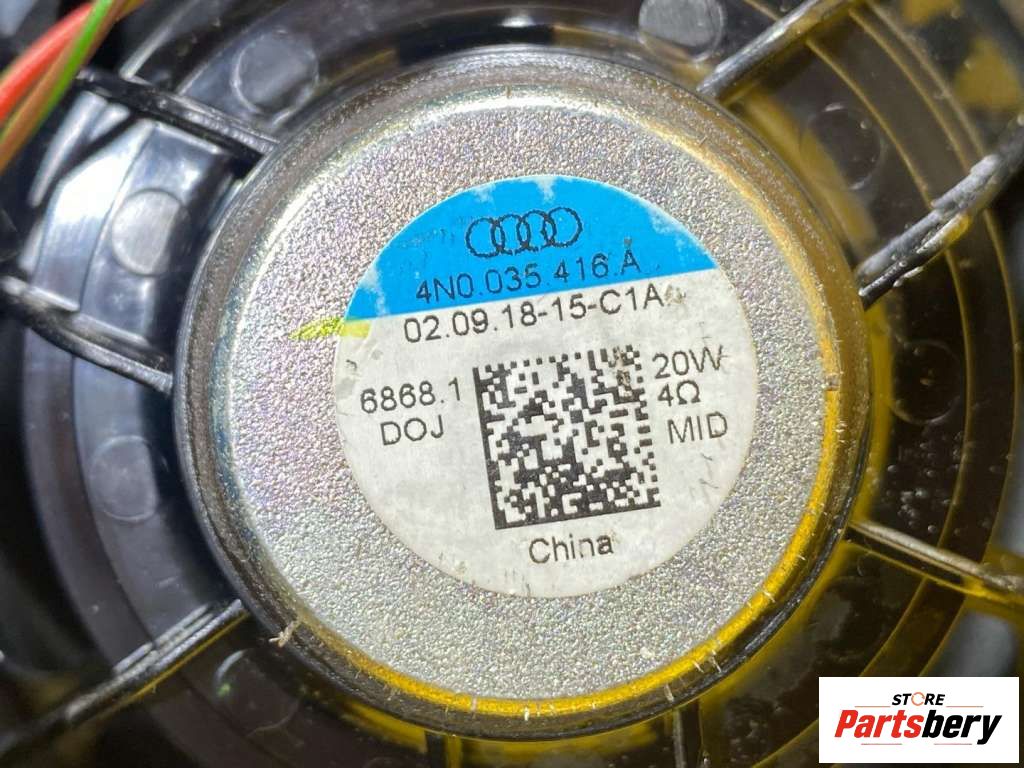 4N0.035.416.A
02.09.18-15-C1A
6868.1
DOJ
20W
4Ω
MID
China
STORE
Partsbery